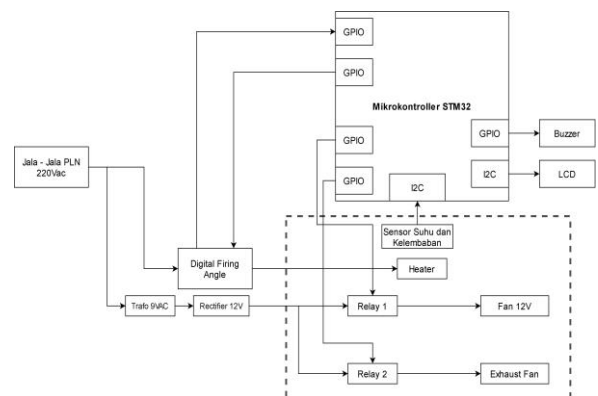 GPIO
GPIO
Mikrokontroller STM32
GPIO
GPIO
GPIO
Buzzer
I2C
LCD
I2C
Jala - Jala PLN
220Vac
Sensor Suhu dan
Kelembaban
Digital Firing
Angle
Heater
Trafo 9VAC
Rectifier 12V
Relay 1
Fan 12V
Relay 2
Exhaust Fan